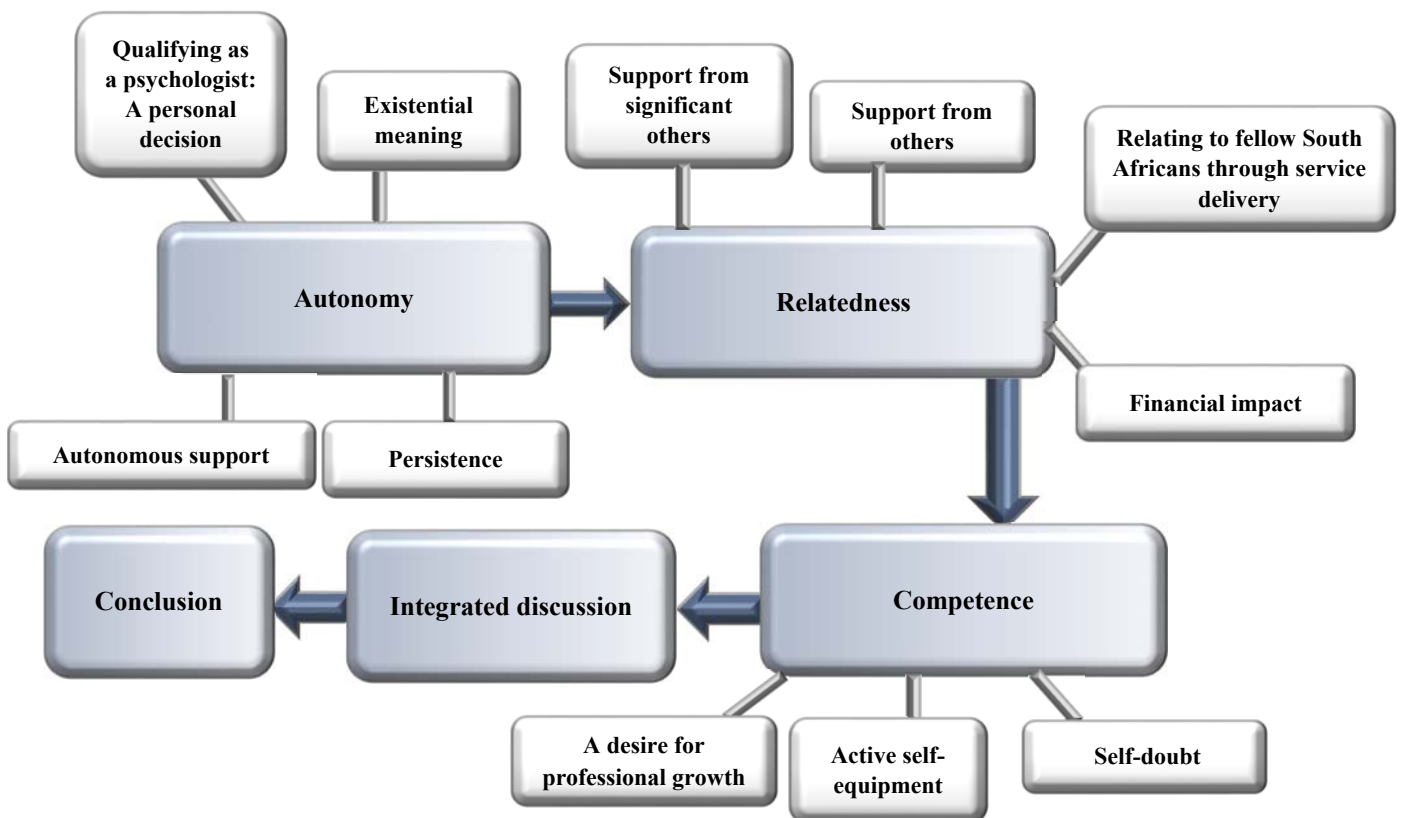 Qualifying as
a psychologist:
A personal
decision
Existential
meaning
Support from
significant
others
Support from
others
Relating to fellow South
Africans through service
delivery
Autonomy
Relatedness
Financial impact
Autonomous support
Persistence
Conclusion
Integrated discussion
Competence
A desire for
professional growth
Active self-
equipment
Self-doubt